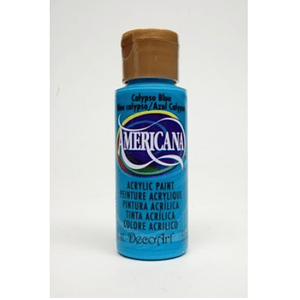 Calypso Blue
Bleu calypso/Azul Calypso
AMERICANA
ACRYLIC PAINT
PEINTURE ACRYLIQUE
PINTURA ACRÍLICA
TINTA ACRÍLICA
COLORE ACRILICO
DecoArt